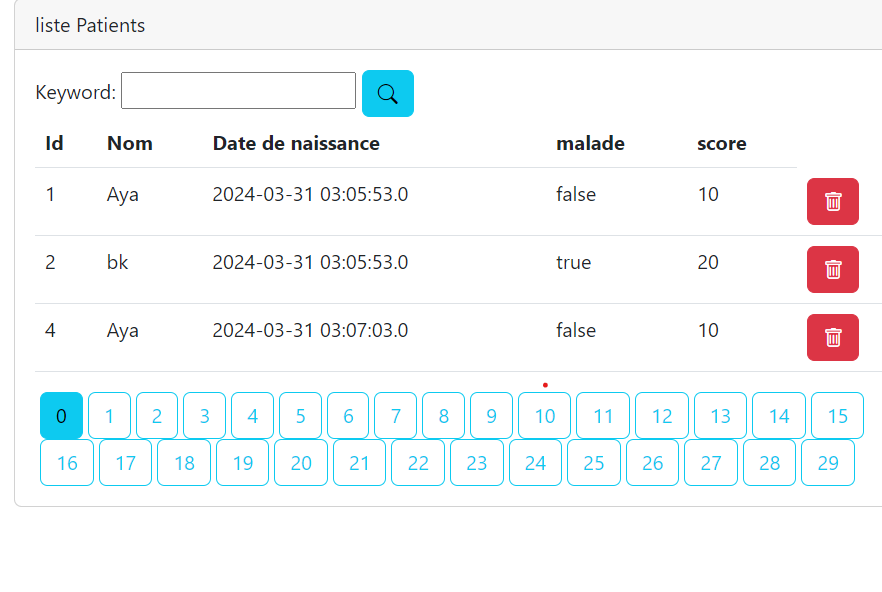 liste Patients
Keyword:
Id Nom Date de naissance malade score
1 Aya 2024-03-31 03:05:53.0 false 10
2 bk 2024-03-31 03:05:53.0 true 20
4 Aya 2024-03-31 03:07:03.0 false 10
0 1 2 3 4 5 6 7 8 9 10 11 12 13 14 15
16 17 18 19 20 21 22 23 24 25 26 27 28 29